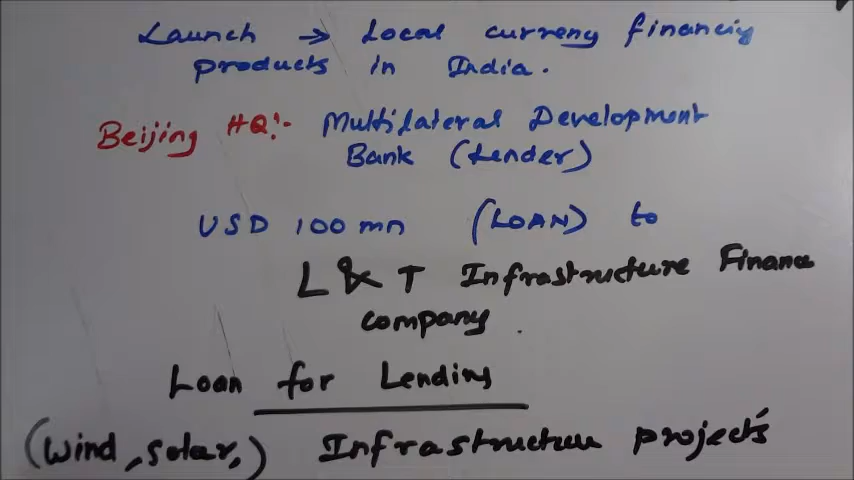 Launch → Local currency financing
products in India.
Beijing HQ:- Multilateral Development
Bank (Lender)
USD 100 mn (LOAN) to
L & T Infrastructure Finance
company.
Loan for Lending
(Wind, solar,) Infrastructure projects